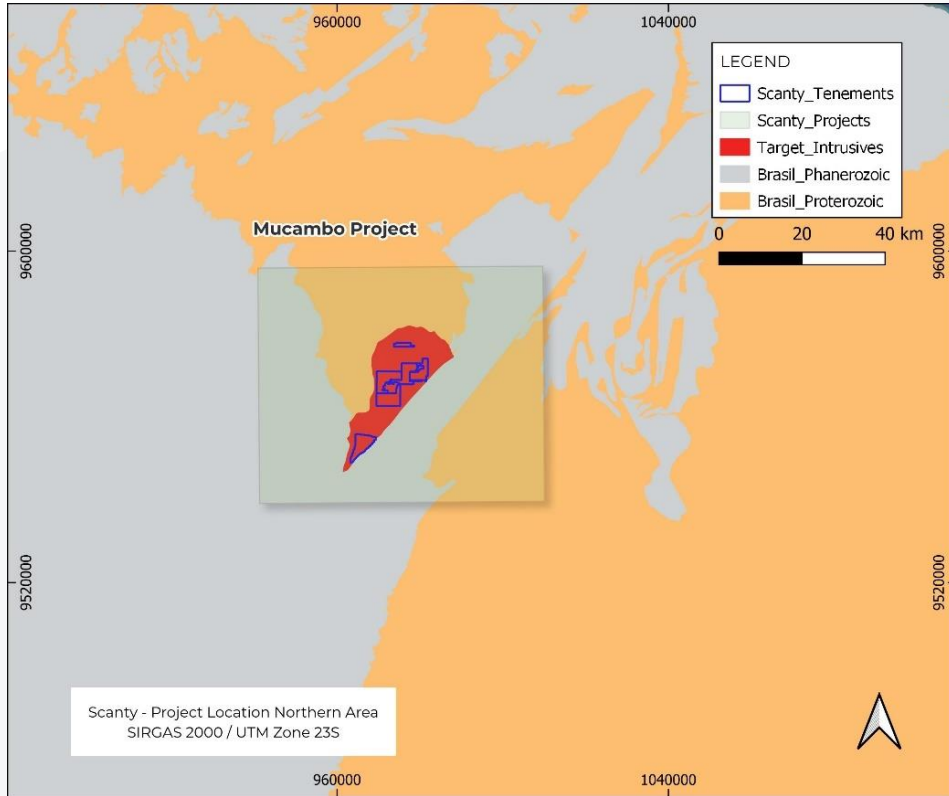 960000
1040000
LEGEND
Scanty_Tenements
Scanty_Projects
Target_Intrusives
Brasil_Phanerozoic
Brasil_Proterozoic
0 20 40 km
Mucambo Project
9600000
9600000
9520000
9520000
Scanty - Project Location Northern Area
SIRGAS 2000 / UTM Zone 23S
960000
1040000